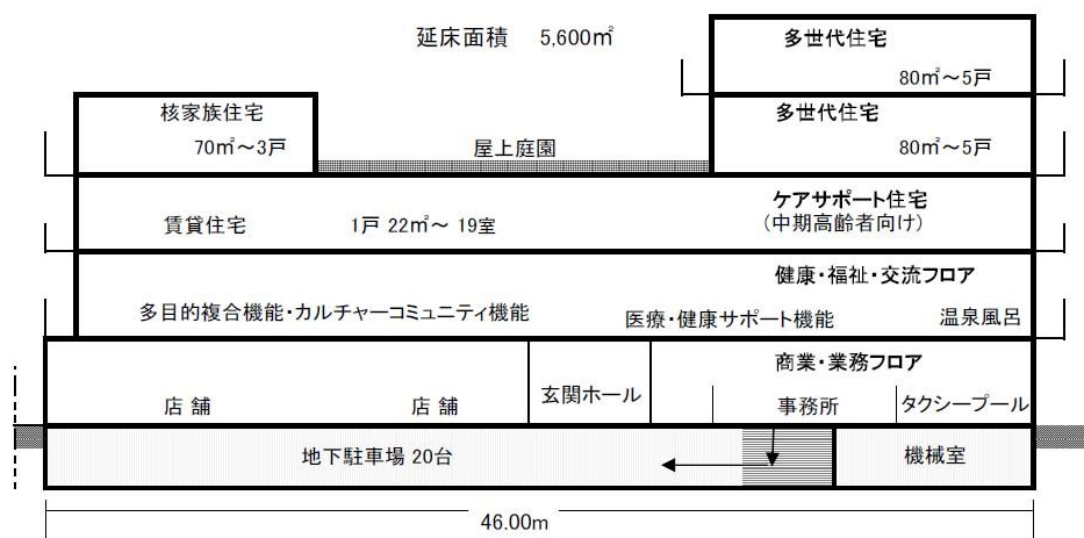 延床面積 5,600㎡
多世代住宅
80㎡～5戸
核家族住宅
70㎡～3戸
屋上庭園
多世代住宅
80㎡～5戸
賃貸住宅 1戸 22㎡～ 19室
ケアサポート住宅
(中期高齢者向け)
健康・福祉・交流フロア
多目的複合機能・カルチャーコミュニティ機能
医療・健康サポート機能
温泉風呂
商業・業務フロア
店 舗
店 舗
玄関ホール
事務所
タクシープール
地下駐車場 20台
機械室
46.00m